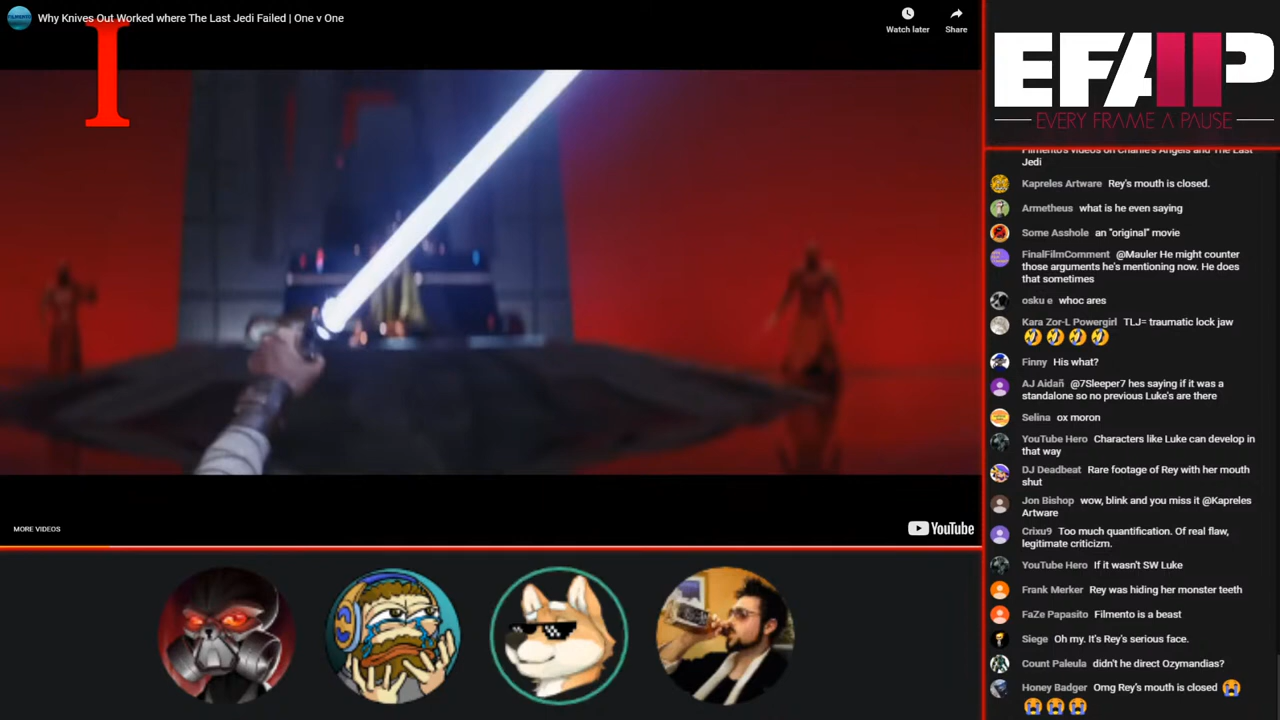 Why Knives Out Worked where The Last Jedi Failed | One v One
Watch later
Share
I
MORE VIDEOS
YouTube
EFAP
EVERY FRAME A PAUSE
Filmento's videos on Charlie's Angels and The Last
Jedi
Kapreles Artware Rey's mouth is closed.
Armetheus what is he even saying
Some Asshole an "original" movie
FinalFilmComment @Mauler He might counter
those arguments he's mentioning now. He does
that sometimes
osku e whoc ares
Kara Zor-L Powergirl TLJ= traumatic lock jaw
🤣 🤣 🤣 🤣
Finny His what?
AJ Aidañ @7Sleeper7 hes saying if it was a
standalone so no previous Luke's are there
Selina ox moron
YouTube Hero Characters like Luke can develop in
that way
DJ Deadbeat Rare footage of Rey with her mouth
shut
Jon Bishop wow, blink and you miss it @Kapreles
Artware
Crixu9 Too much quantification. Of real flaw,
legitimate criticizm.
YouTube Hero If it wasn't SW Luke
Frank Merker Rey was hiding her monster teeth
FaZe Papasito Filmento is a beast
Siege Oh my. It's Rey's serious face.
Count Paleula didn't he direct Ozymandias?
Honey Badger Omg Rey's mouth is closed 😭
😭 😭 😭